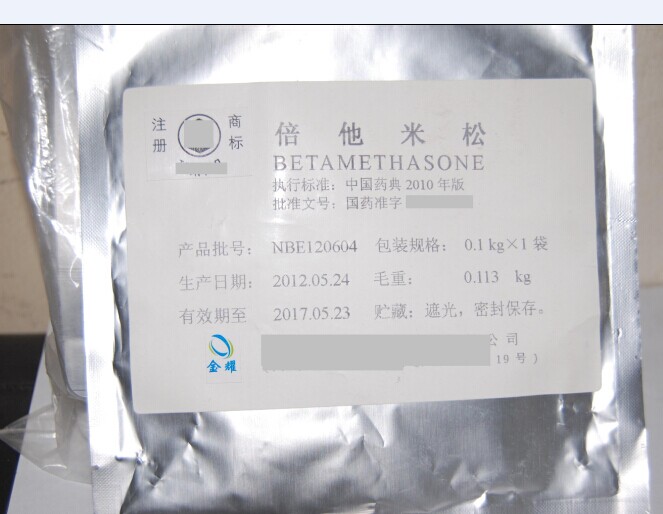 注册 商标
倍他米松
BETAMETHASONE
执行标准：中国药典 2010 年版
批准文号：国药准字
产品批号： NBE120604 包装规格： 0.1 kg×1 袋
生产日期： 2012.05.24 毛重： 0.113 kg
有效期至 2017.05.23 贮藏：遮光，密封保存。
金耀
公司
19 号 )